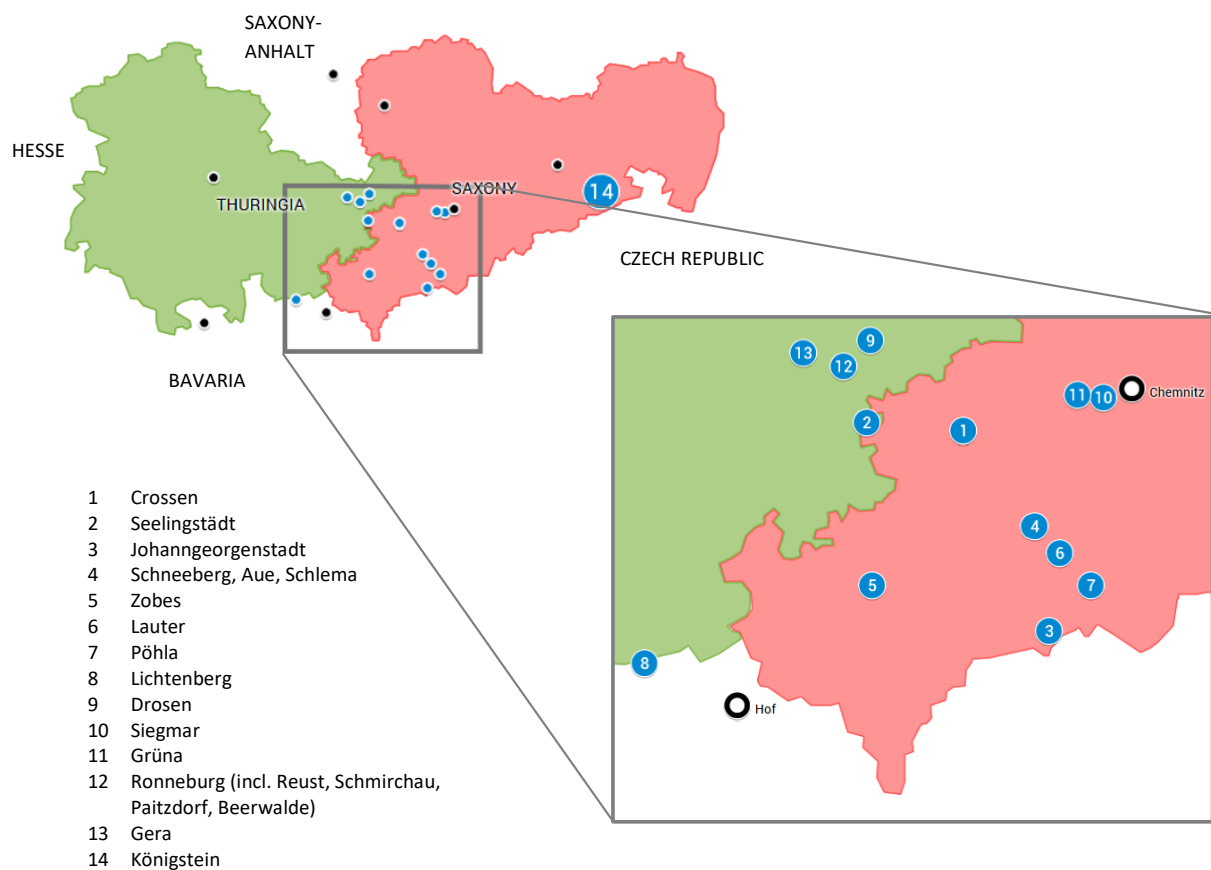 SAXONY-
ANHALT
HESSE
THURINGIA
SAXONY
14
CZECH REPUBLIC
BAVARIA
9
13
12
11
10
Chemnitz
2
1
4
6
5
7
3
8
Hof
1 Crossen
2 Seelingstädt
3 Johanngeorgenstadt
4 Schneeberg, Aue, Schlema
5 Zobes
6 Lauter
7 Pöhla
8 Lichtenberg
9 Drosen
10 Siegmar
11 Grüna
12 Ronneburg (incl. Reust, Schmirchau,
Paitzdorf, Beerwalde)
13 Gera
14 Königstein